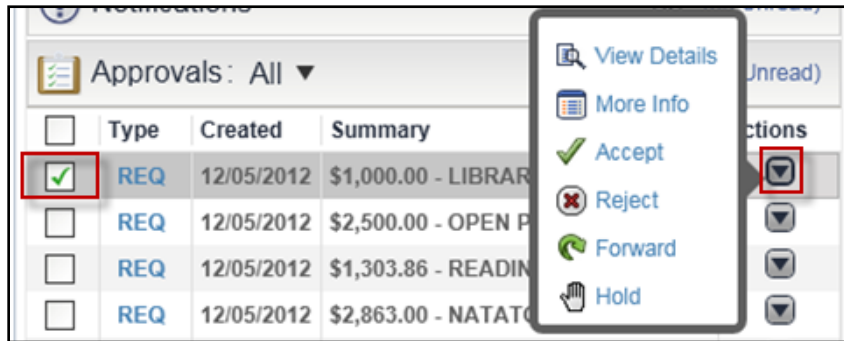 Approvals: All ▼
Type Created Summary
REQ 12/05/2012 $1,000.00 - LIBRAR
REQ 12/05/2012 $2,500.00 - OPEN P
REQ 12/05/2012 $1,303.86 - READIN
REQ 12/05/2012 $2,863.00 - NATAT
View Details
More Info
Accept
Reject
Forward
Hold
Unread)
ctions